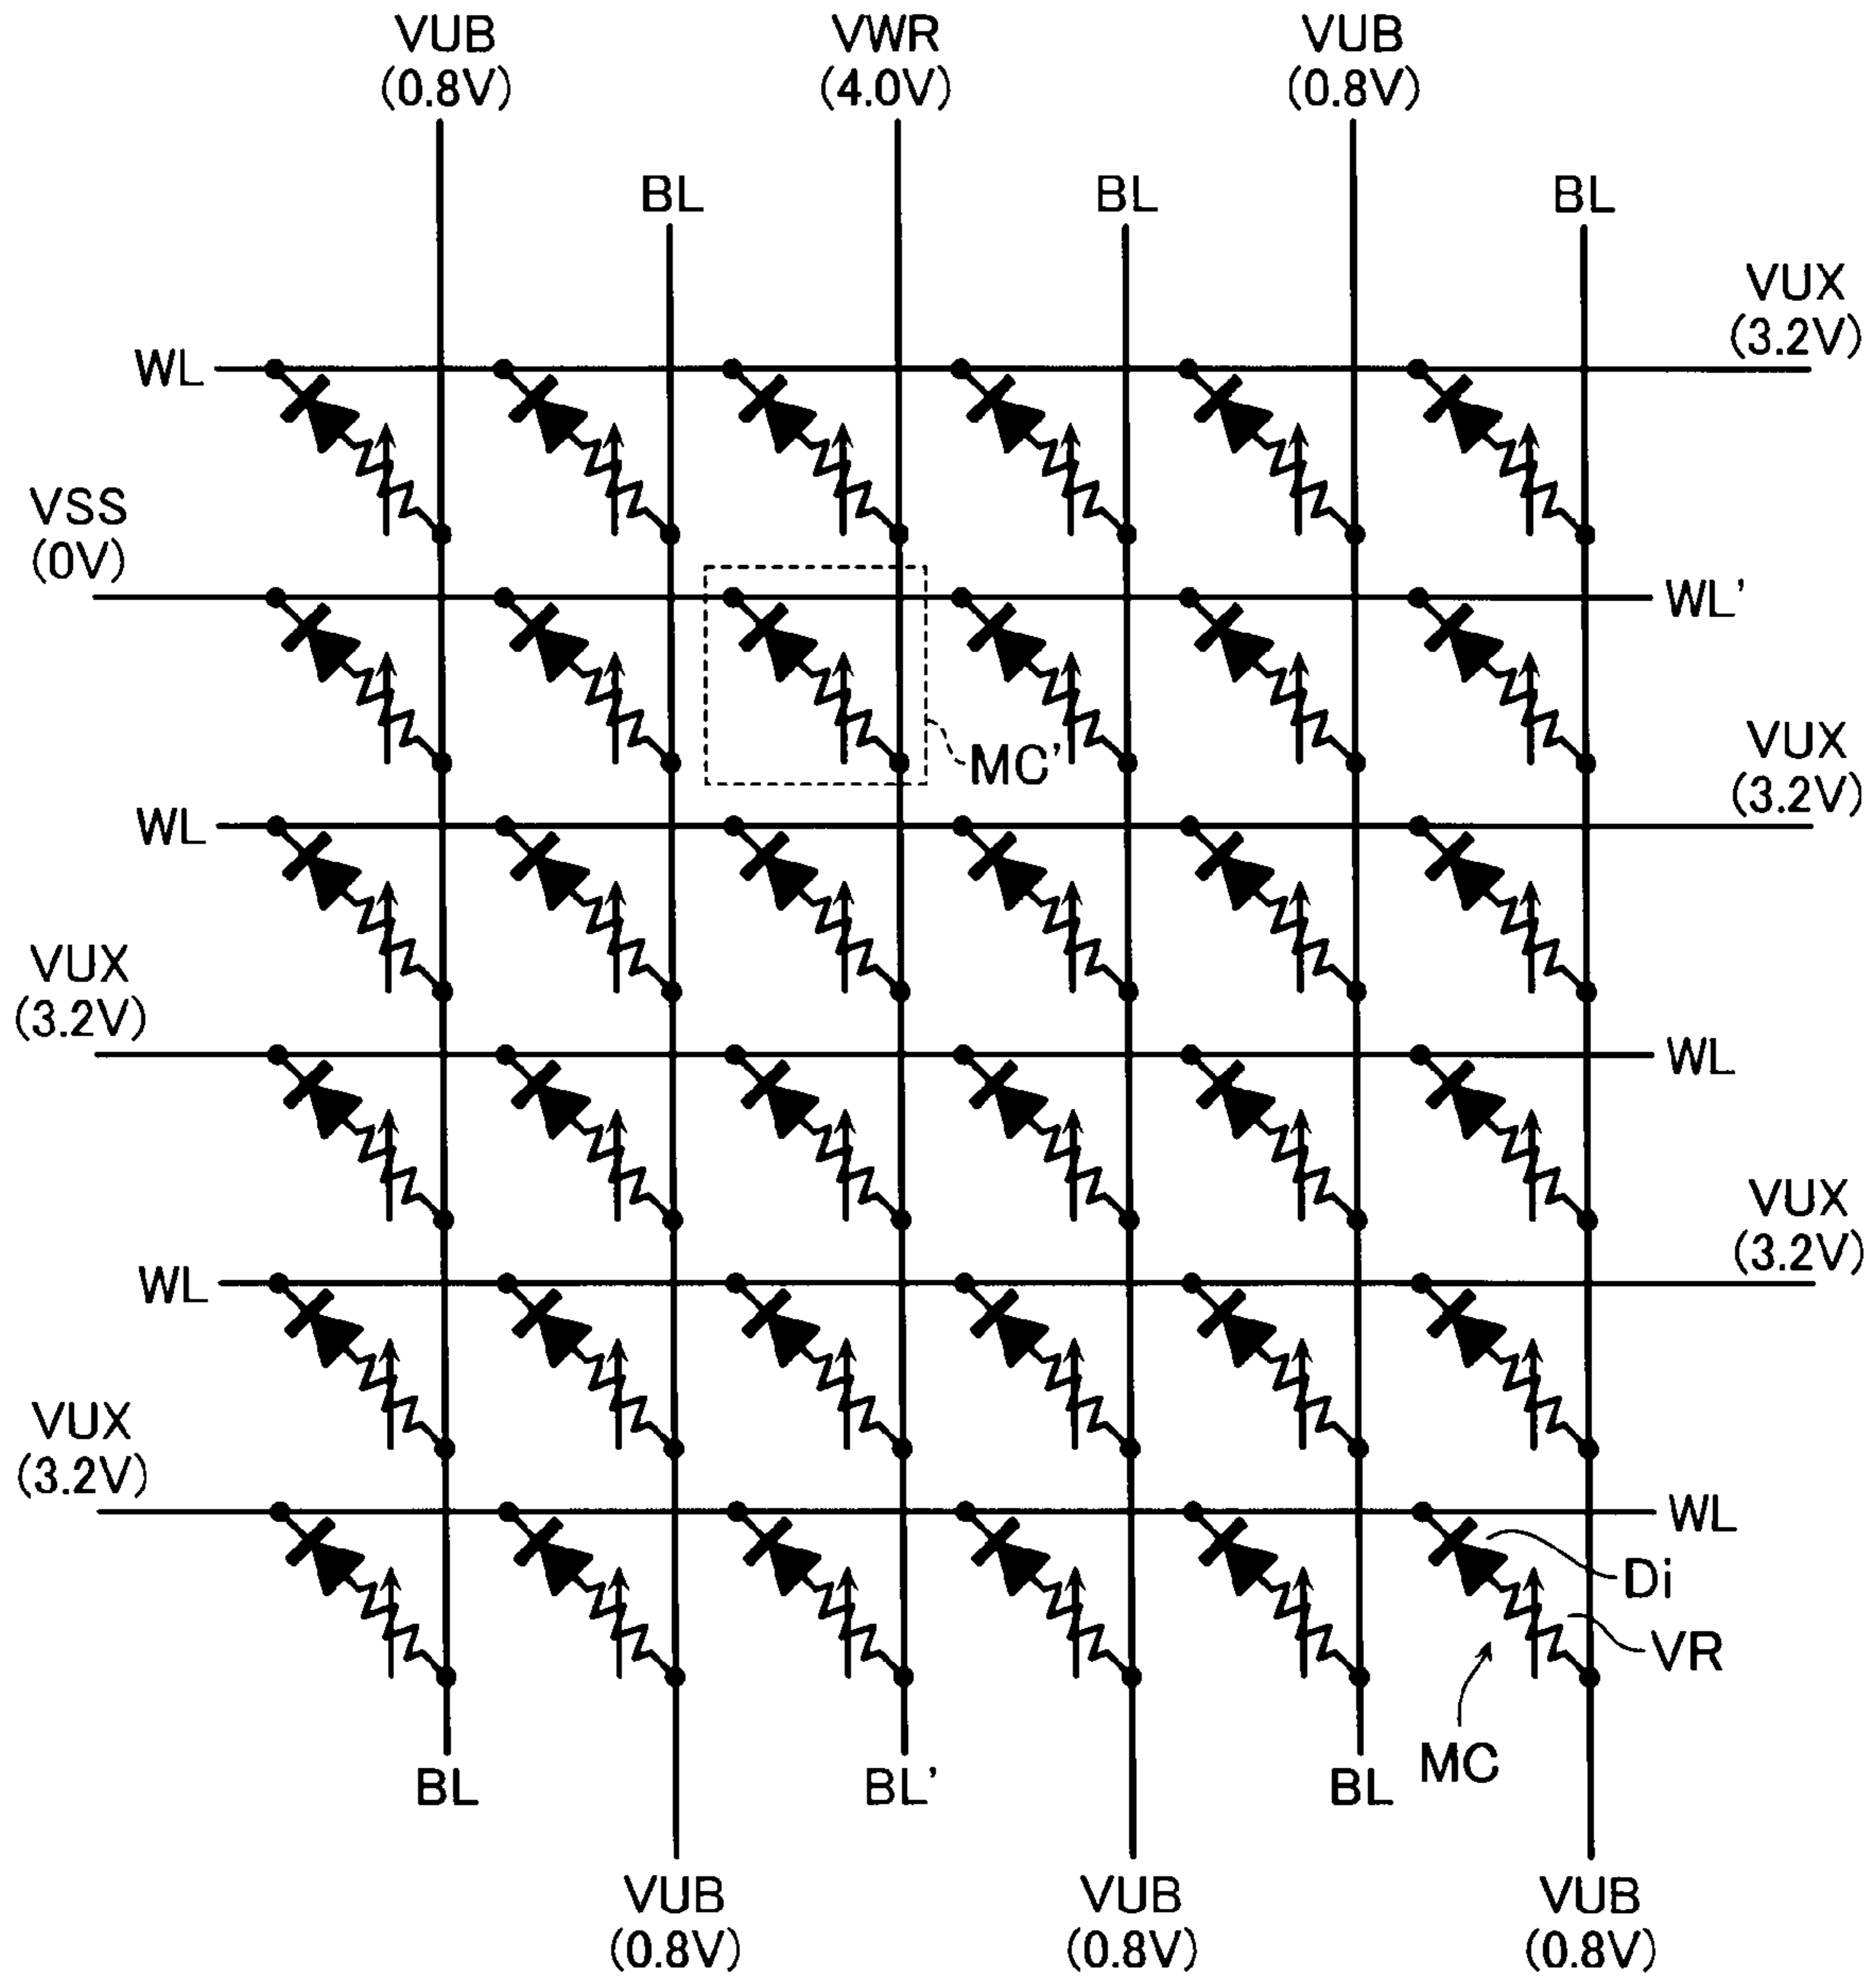 VUB
(0.8V)
VWR
(4.0V)
VUB
(0.8V)
BL
BL
BL
VUX
(3.2V)
WL
VSS
(0V)
WL'
MC'
VUX
(3.2V)
WL
VUX
(3.2V)
WL
VUX
(3.2V)
WL
VUX
(3.2V)
WL
Di
VR
MC
BL
BL'
BL
VUB
(0.8V)
VUB
(0.8V)
VUB
(0.8V)